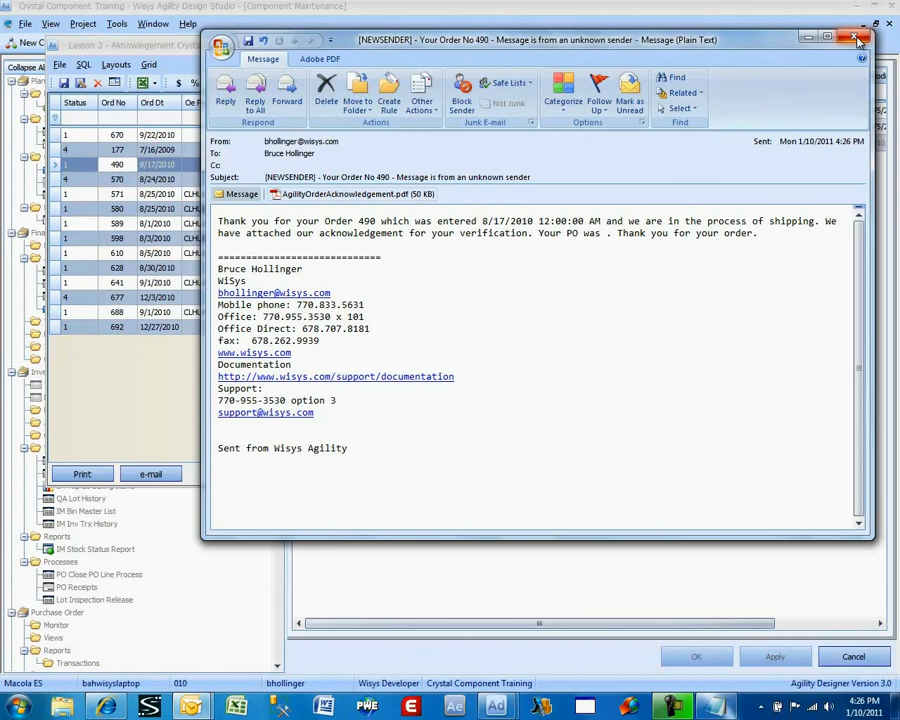 Crystal Component Training - Wisys Agility Design Studio - [Component Maintenance]
File View Project Tools Window Help
New C
Collapse A
Lesson 3 - Aknowlegement Cryst
File SQL Layouts Grid
Status Ord No Ord Dt Oe P
1 670 9/22/2010
4 177 7/16/2009
1 490 8/17/2010
4 570 8/24/2010
1 571 8/25/2010 CLHU
1 580 8/25/2010 CLHU
1 589 8/1/2010 CLHU
1 598 8/3/2010 CLHU
1 610 8/5/2010 CLHU
1 628 8/30/2010
1 641 9/1/2010 CLHU
4 677 12/3/2010
1 688 9/1/2010 CLHU
1 692 12/27/2010
Print e-mail
QA Lot History
IM Bin Master List
IM Inv Trx History
Reports
IM Stock Status Report
Processes
PO Close PO Line Process
PO Receipts
Lot Inspection Release
Purchase Order
Monitor
Views
Reports
Transactions
[NEWSENDER] - Your Order No 490 - Message is from an unknown sender - Message (Plain Text)
Message Adobe PDF
Reply Reply to All Forward
Respond
Delete Move to Folder Create Rule Other Actions
Actions
Block Sender Safe Lists Not Junk
Junk E-mail
Categorize Follow Up Mark as Unread
Options
Find Related Select
Find
From: bhollinger@wisys.com Sent: Mon 1/10/2011 4:26 PM
To: Bruce Hollinger
Cc:
Subject: [NEWSENDER] - Your Order No 490 - Message is from an unknown sender
Message AgilityOrderAcknowledgement.pdf (50 KB)
Thank you for your Order 490 which was entered 8/17/2010 12:00:00 AM and we are in the process of shipping. We
have attached our acknowledgement for your verification. Your PO was . Thank you for your order.
============================
Bruce Hollinger
WiSys
bhollinger@wisys.com
Mobile phone: 770.833.5631
Office: 770.955.3530 x 101
Office Direct: 678.707.8181
fax: 678.262.9939
www.wisys.com
Documentation
http://www.wisys.com/support/documentation
Support:
770-955-3530 option 3
support@wisys.com
Sent from Wisys Agility
OK Apply Cancel
Macola ES bahwisyslaptop 010 bhollinger Wisys Developer Crystal Component Training Agility Designer Version 3.0
4:26 PM
1/10/2011